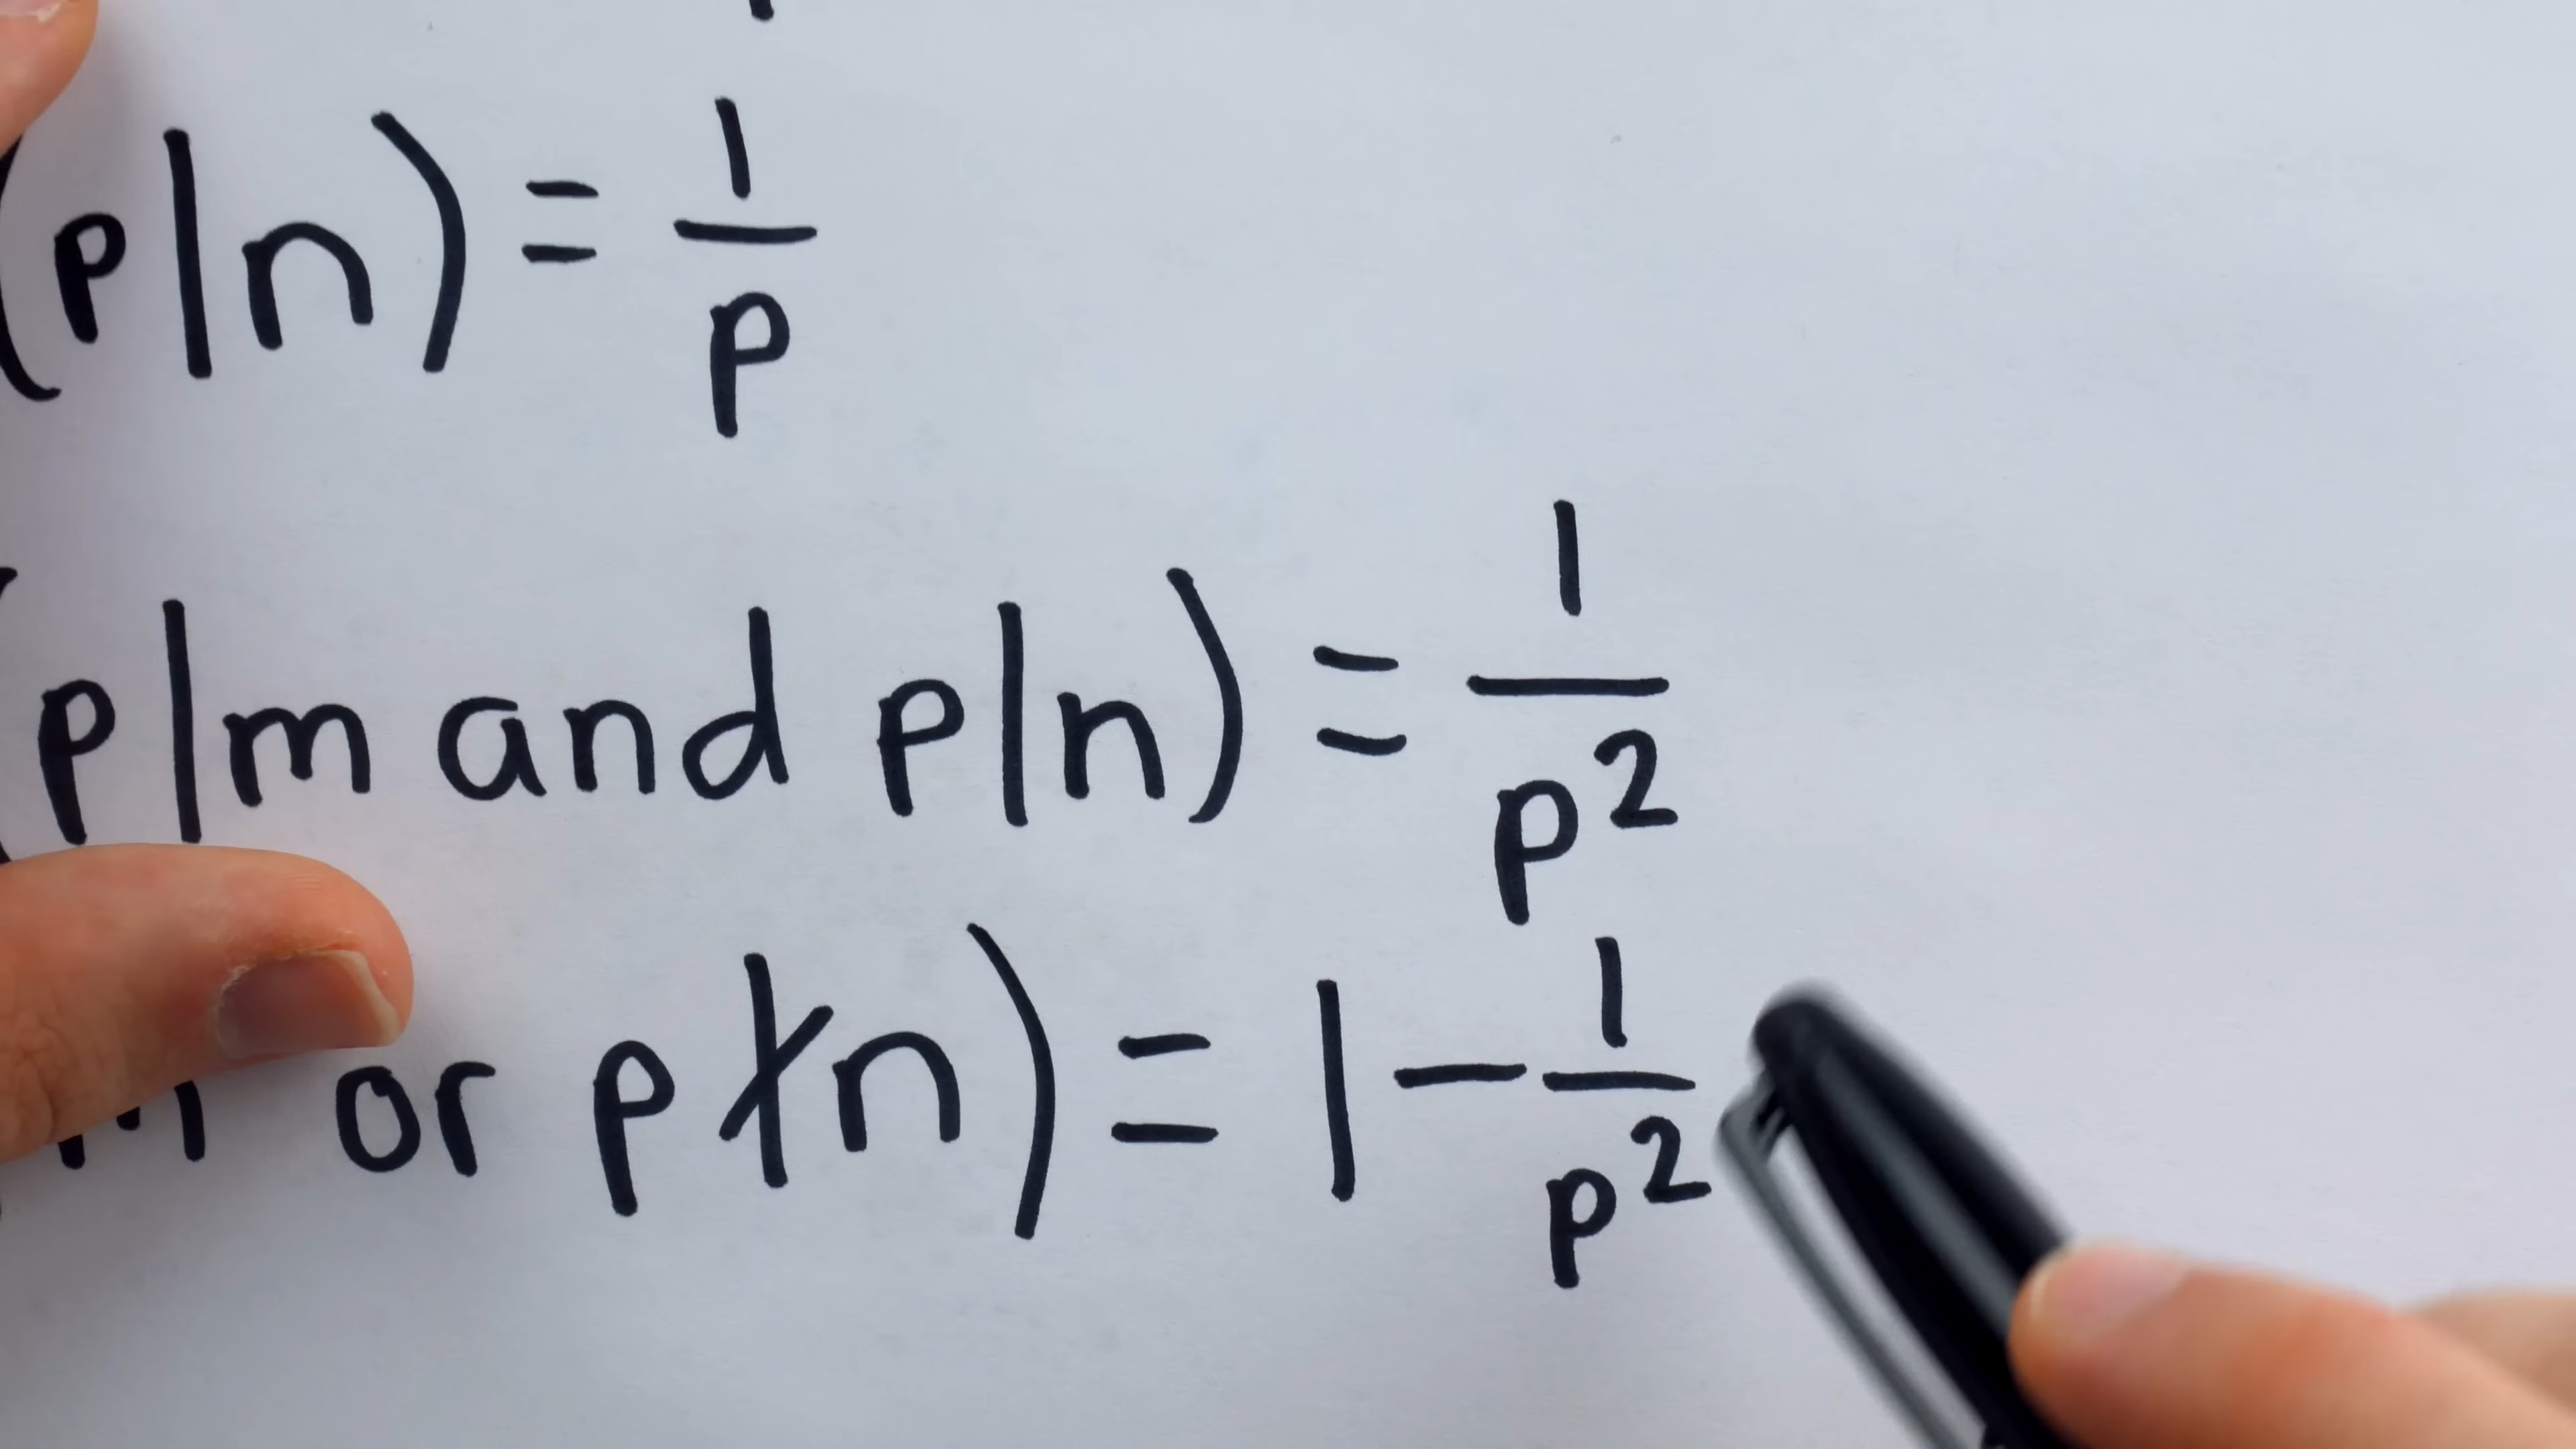 (p|n) = 1/p
p|m and p|n) = 1/p²
or p∤n) = 1 - 1/p²